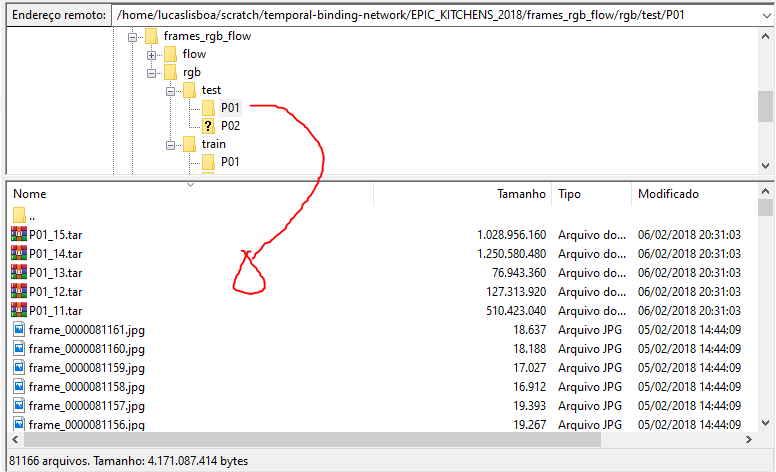 Endereço remoto: /home/lucaslisboa/scratch/temporal-binding-network/EPIC_KITCHENS_2018/frames_rgb_flow/rgb/test/P01
frames_rgb_flow
flow
rgb
test
P01
? P02
train
P01
Nome Tamanho Tipo Modificado
..
P01_15.tar 1.028.956.160 Arquivo do... 06/02/2018 20:31:03
P01_14.tar 1.250.580.480 Arquivo do... 06/02/2018 20:31:03
P01_13.tar 76.943.360 Arquivo do... 06/02/2018 20:31:03
P01_12.tar 127.313.920 Arquivo do... 06/02/2018 20:31:03
P01_11.tar 510.423.040 Arquivo do... 06/02/2018 20:31:03
frame_0000081161.jpg 18.637 Arquivo JPG 05/02/2018 14:44:09
frame_0000081160.jpg 18.188 Arquivo JPG 05/02/2018 14:44:09
frame_0000081159.jpg 17.027 Arquivo JPG 05/02/2018 14:44:09
frame_0000081158.jpg 16.912 Arquivo JPG 05/02/2018 14:44:09
frame_0000081157.jpg 19.393 Arquivo JPG 05/02/2018 14:44:09
frame_0000081156.jpg 19.267 Arquivo JPG 05/02/2018 14:44:09
81166 arquivos. Tamanho: 4.171.087.414 bytes